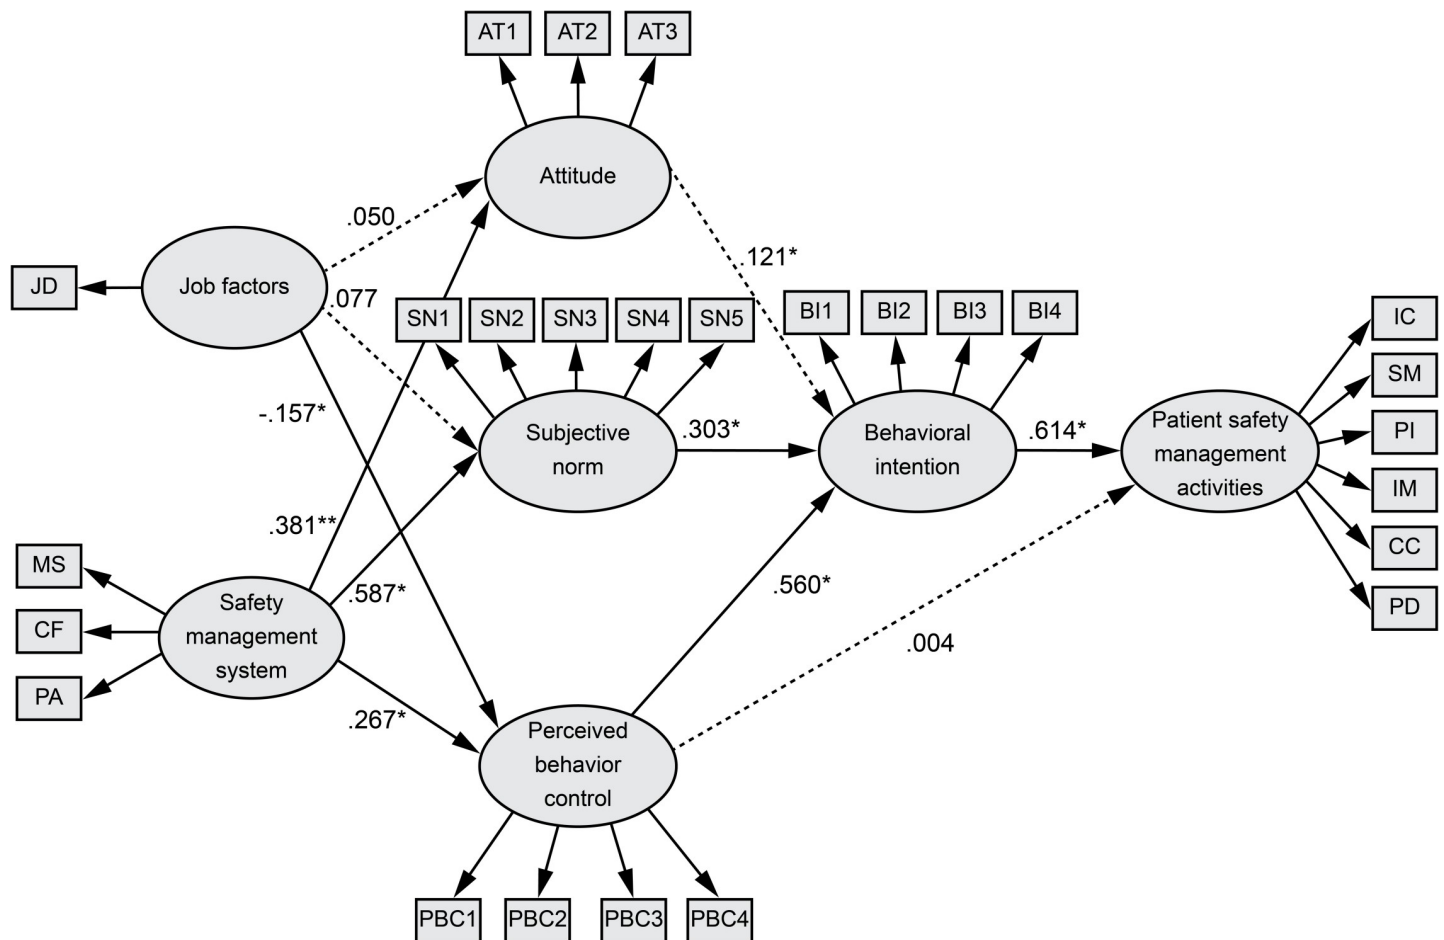 AT1
AT2
AT3
Attitude
.050
.121*
JD
Job factors
.077
SN1
SN2
SN3
SN4
SN5
BI1
BI2
BI3
BI4
IC
SM
PI
IM
CC
PD
-.157*
Subjective
norm
.303*
Behavioral
intention
.614*
Patient safety
management
activities
.381**
.587*
.560*
.004
MS
CF
PA
Safety
management
system
.267*
Perceived
behavior
control
PBC1
PBC2
PBC3
PBC4